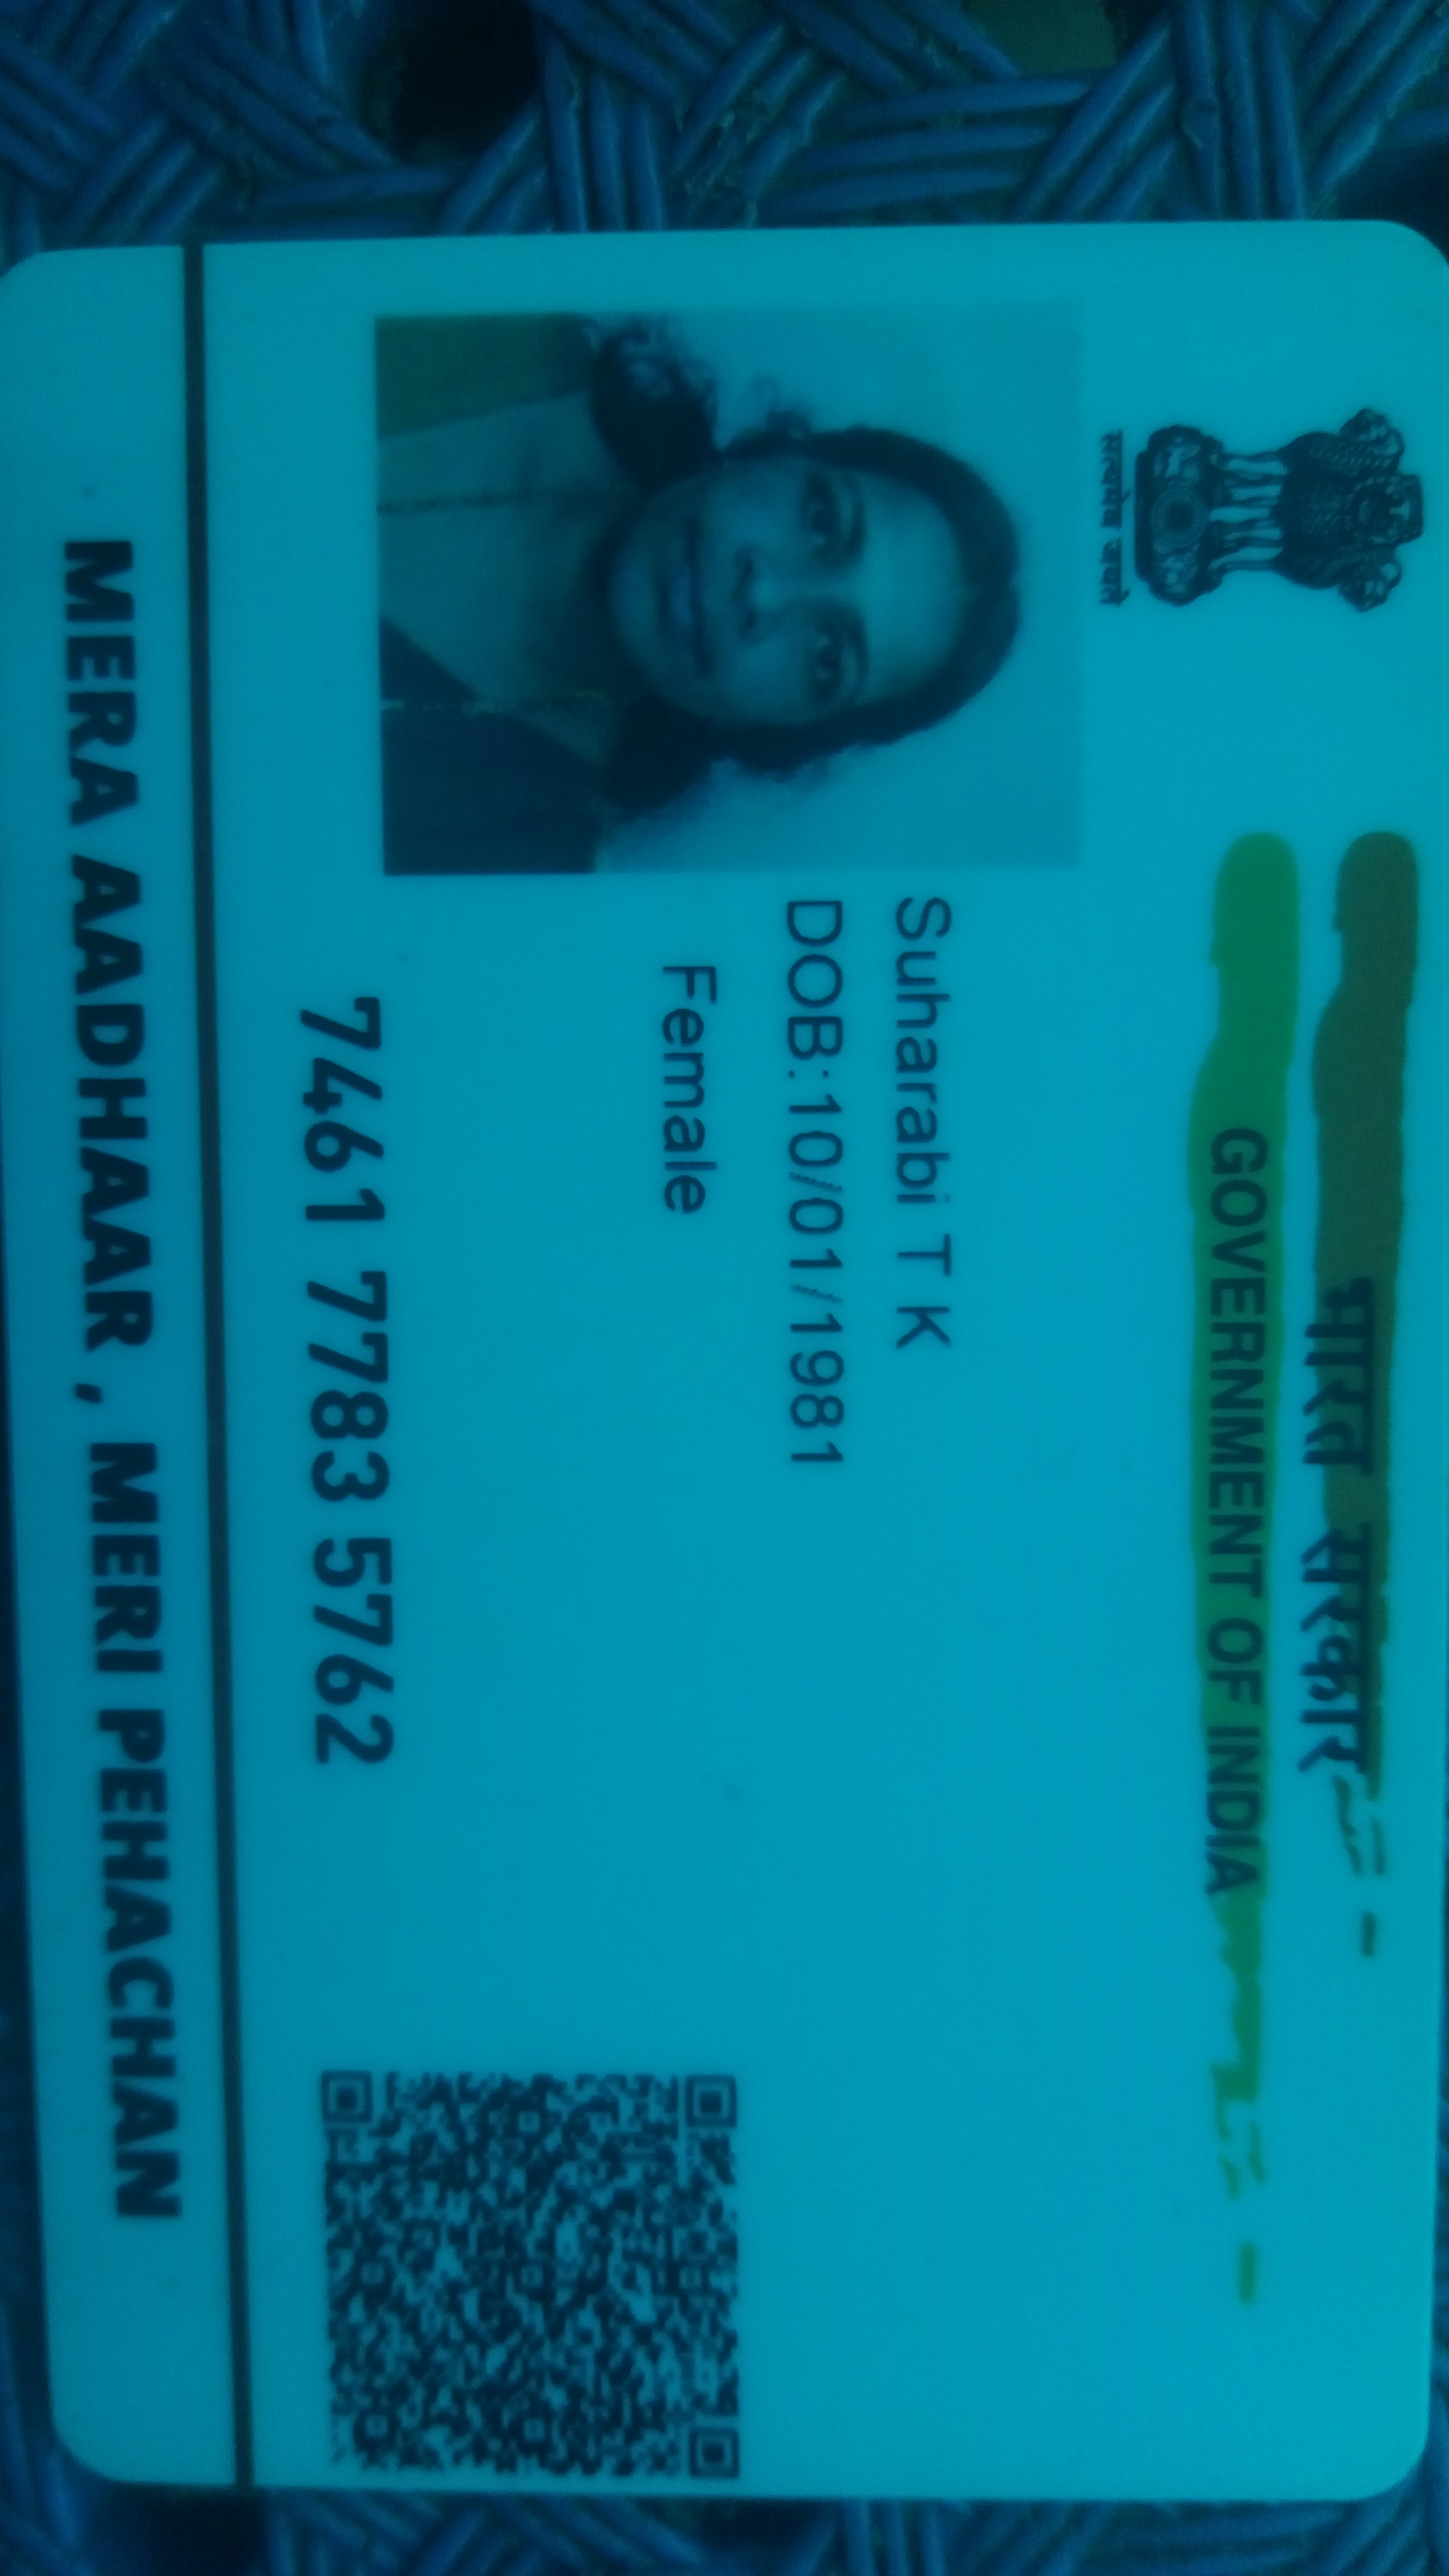 भारत सरकार
GOVERNMENT OF INDIA
सत्यमेव जयते
Suharabi T K
DOB:10/01/1981
Female
7461 7783 5762
MERA AADHAAR , MERI PEHACHAN